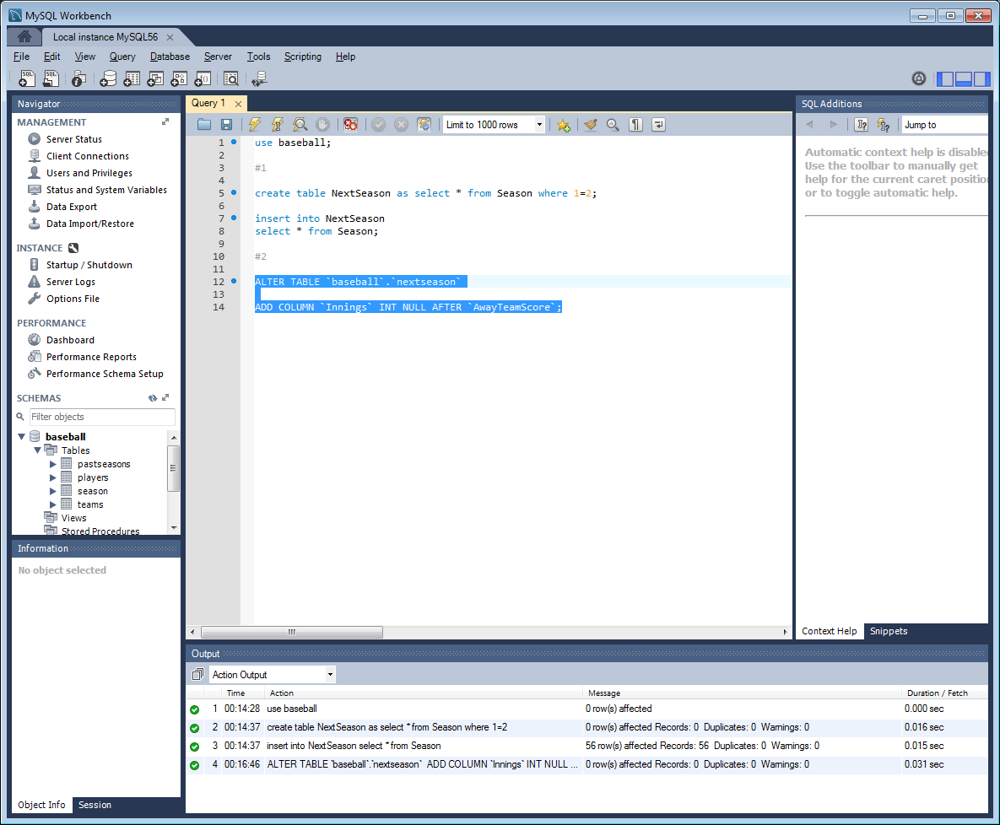 MySQL Workbench
Local instance MySQL56
File Edit View Query Database Server Tools Scripting Help
Navigator
MANAGEMENT
Server Status
Client Connections
Users and Privileges
Status and System Variables
Data Export
Data Import/Restore
INSTANCE
Startup / Shutdown
Server Logs
Options File
PERFORMANCE
Dashboard
Performance Reports
Performance Schema Setup
SCHEMAS
Filter objects
baseball
Tables
pastseasons
players
season
teams
Views
Stored Procedures
Information
No object selected
Object Info Session
Query 1
Limit to 1000 rows
1 use baseball;
2
3 #1
4
5 create table NextSeason as select * from Season where 1=2;
6
7 insert into NextSeason
8 select * from Season;
9
10 #2
11
12 ALTER TABLE `baseball`.`nextseason`
13
14 ADD COLUMN `Innings` INT NULL AFTER `AwayTeamScore`;
SQL Additions
Jump to
Automatic context help is disable
Use the toolbar to manually get
help for the current caret position
or to toggle automatic help.
Context Help Snippets
Output
Action Output
Time Action Message Duration / Fetch
1 00:14:28 use baseball 0 row(s) affected 0.000 sec
2 00:14:37 create table NextSeason as select * from Season where 1=2 0 row(s) affected Records: 0 Duplicates: 0 Warnings: 0 0.016 sec
3 00:14:37 insert into NextSeason select * from Season 56 row(s) affected Records: 56 Duplicates: 0 Warnings: 0 0.015 sec
4 00:16:46 ALTER TABLE `baseball`.`nextseason` ADD COLUMN `Innings` INT NULL ... 0 row(s) affected Records: 0 Duplicates: 0 Warnings: 0 0.031 sec